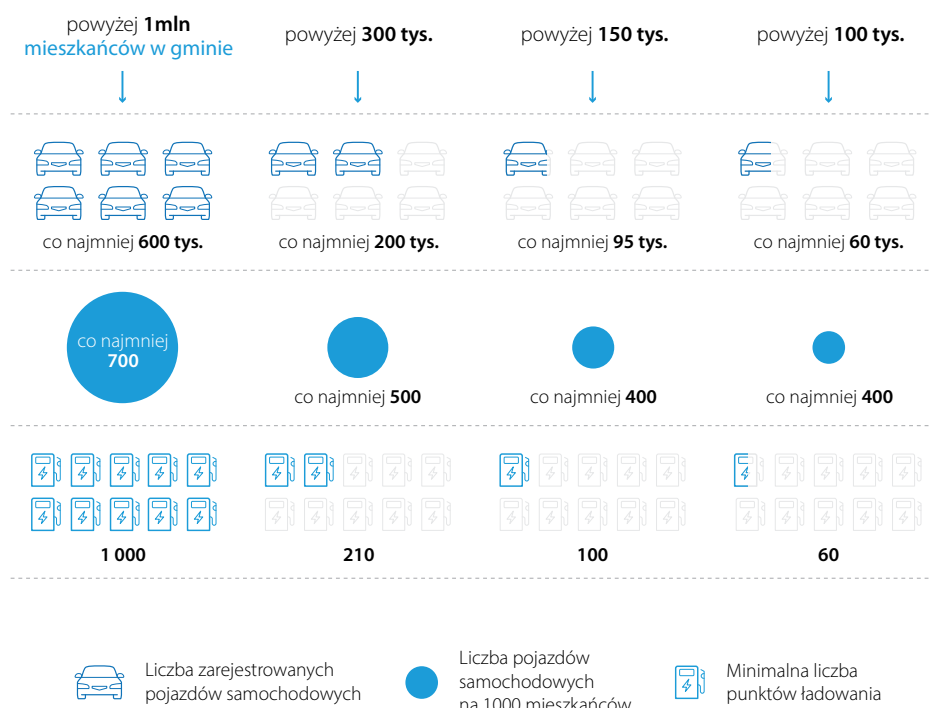 powyżej 1mln
mieszkańców w gminie
powyżej 300 tys.
powyżej 150 tys.
powyżej 100 tys.
co najmniej 600 tys.
co najmniej 200 tys.
co najmniej 95 tys.
co najmniej 60 tys.
co najmniej
700
co najmniej 500
co najmniej 400
co najmniej 400
1 000
210
100
60
Liczba zarejestrowanych
pojazdów samochodowych
Liczba pojazdów
samochodowych
na 1000 mieszkańców
Minimalna liczba
punktów ładowania